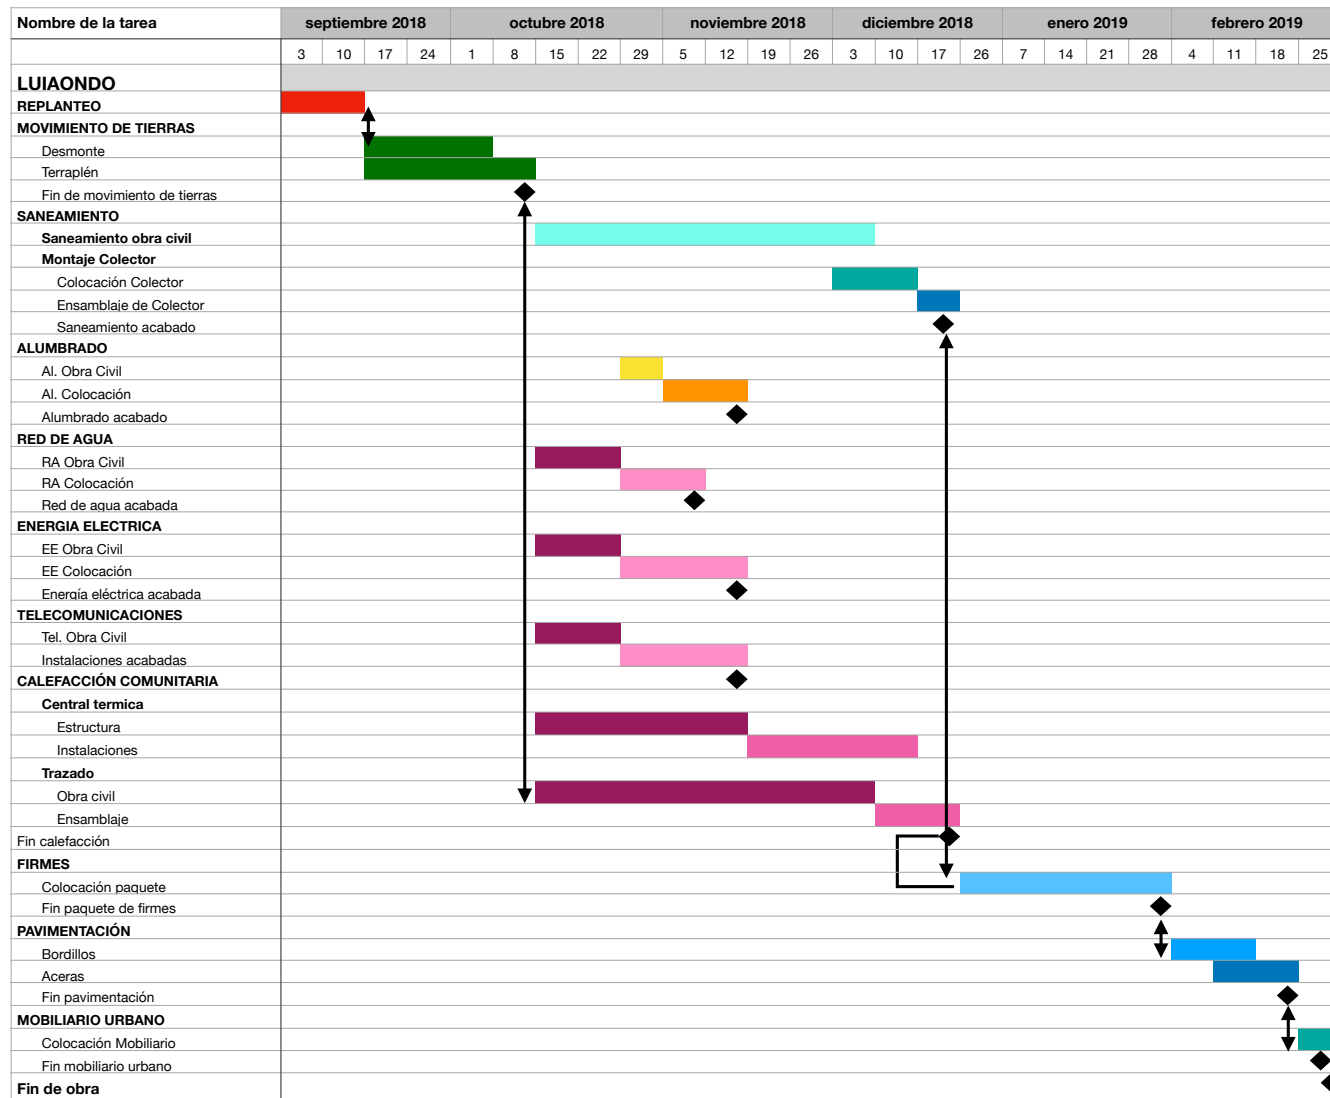 Nombre de la tarea septiembre 2018 octubre 2018 noviembre 2018 diciembre 2018 enero 2019 febrero 2019
3 10 17 24 1 8 15 22 29 5 12 19 26 3 10 17 26 7 14 21 28 4 11 18 25
LUIAONDO
REPLANTEO
MOVIMIENTO DE TIERRAS
Desmonte
Terraplén
Fin de movimiento de tierras
SANEAMIENTO
Saneamiento obra civil
Montaje Colector
Colocación Colector
Ensamblaje de Colector
Saneamiento acabado
ALUMBRADO
Al. Obra Civil
Al. Colocación
Alumbrado acabado
RED DE AGUA
RA Obra Civil
RA Colocación
Red de agua acabada
ENERGIA ELECTRICA
EE Obra Civil
EE Colocación
Energía eléctrica acabada
TELECOMUNICACIONES
Tel. Obra Civil
Instalaciones acabadas
CALEFACCIÓN COMUNITARIA
Central termica
Estructura
Instalaciones
Trazado
Obra civil
Ensamblaje
Fin calefacción
FIRMES
Colocación paquete
Fin paquete de firmes
PAVIMENTACIÓN
Bordillos
Aceras
Fin pavimentación
MOBILIARIO URBANO
Colocación Mobiliario
Fin mobiliario urbano
Fin de obra